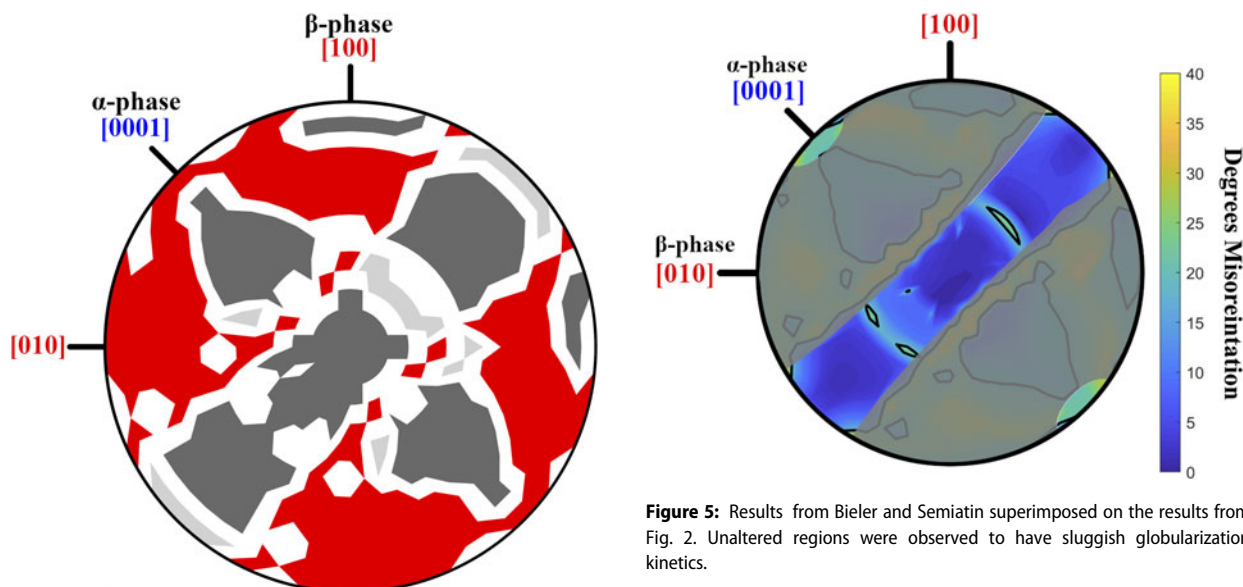 β-phase
[100]
α-phase
[0001]
[010]
[100]
α-phase
[0001]
β-phase
[010]
40
35
30
25
20
15
10
5
0
Degrees Misoreintation
Figure 5: Results from Bieler and Semiatin superimposed on the results from
Fig. 2. Unaltered regions were observed to have sluggish globularization
kinetics.